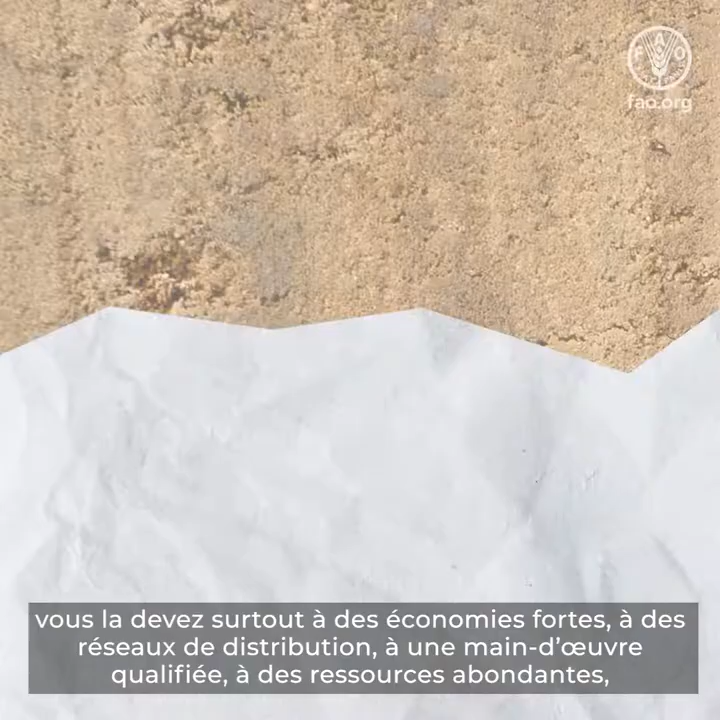 FAO
fao.org
vous la devez surtout à des économies fortes, à des
réseaux de distribution, à une main-d’œuvre
qualifiée, à des ressources abondantes,